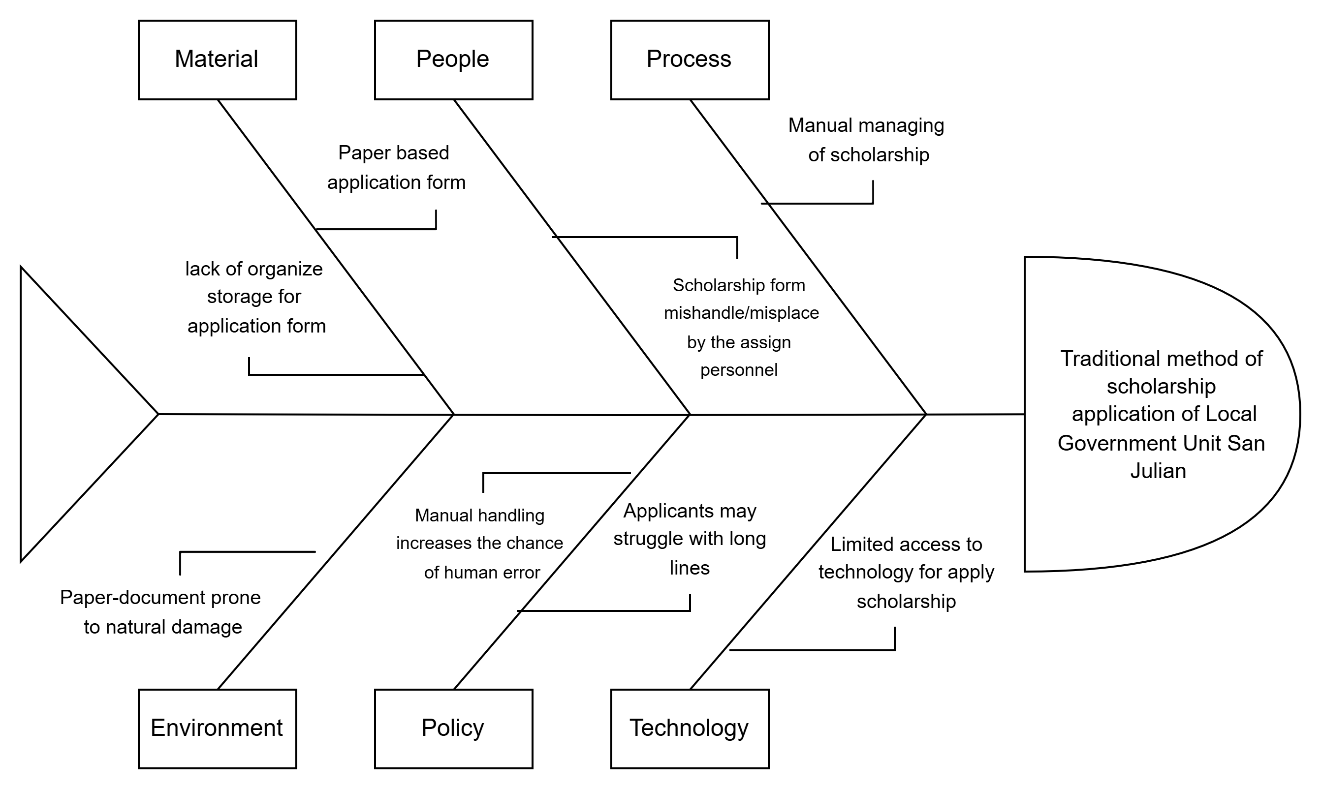 Material
People
Process
Manual managing
of scholarship
Paper based
application form
lack of organize
storage for
application form
Scholarship form
mishandle/misplace
by the assign
personnel
Traditional method of
scholarship
application of Local
Government Unit San
Julian
Manual handling
increases the chance
of human error
Applicants may
struggle with long
lines
Limited access to
technology for apply
scholarship
Paper-document prone
to natural damage
Environment
Policy
Technology